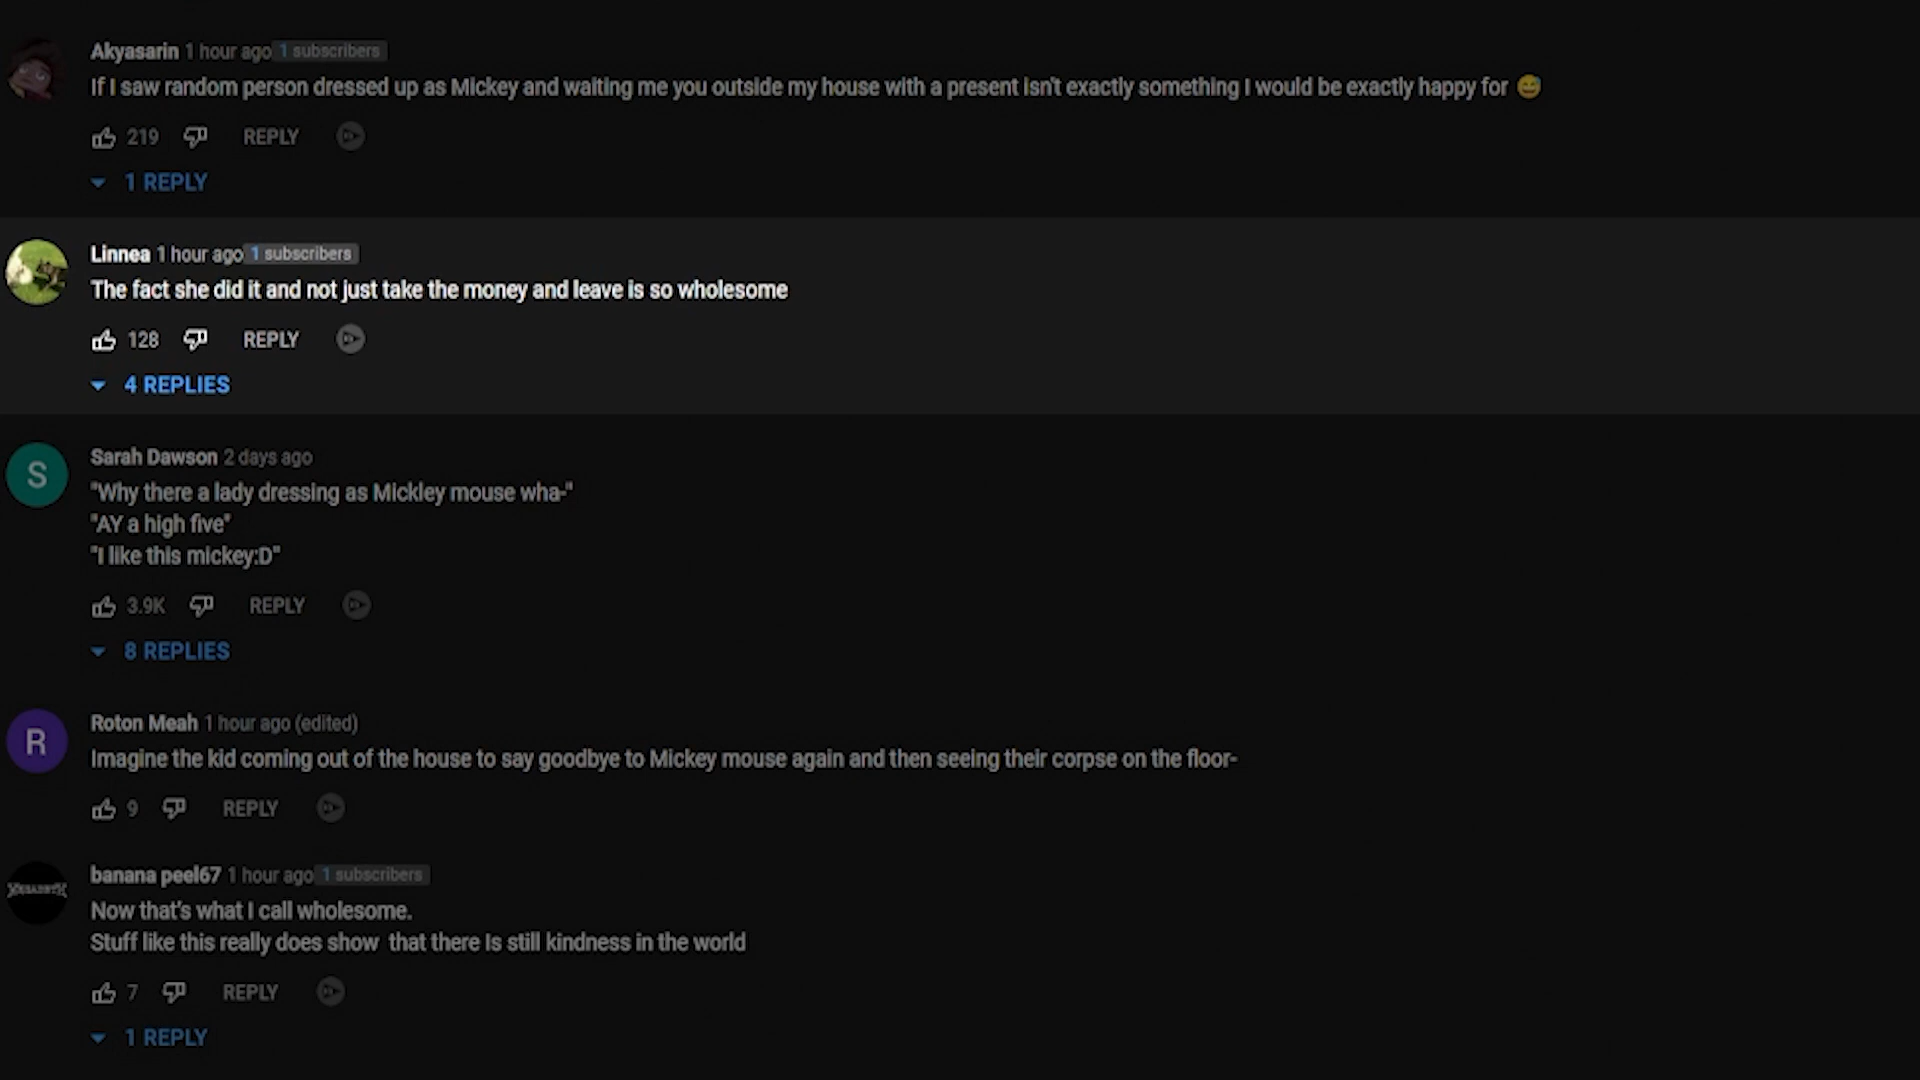 Akyasarin 1 hour ago 1 subscribers
If I saw random person dressed up as Mickey and waiting me you outside my house with a present isn't exactly something I would be exactly happy for 😅
219 REPLY
1 REPLY
Linnea 1 hour ago 1 subscribers
The fact she did it and not just take the money and leave is so wholesome
128 REPLY
4 REPLIES
S
Sarah Dawson 2 days ago
"Why there a lady dressing as Mickley mouse wha-"
"AY a high five"
"I like this mickey:D"
3.9K REPLY
8 REPLIES
R
Roton Meah 1 hour ago (edited)
Imagine the kid coming out of the house to say goodbye to Mickey mouse again and then seeing their corpse on the floor-
9 REPLY
banana peel67 1 hour ago 1 subscribers
MEGADETH
Now that's what I call wholesome.
Stuff like this really does show  that there is still kindness in the world
7 REPLY
1 REPLY